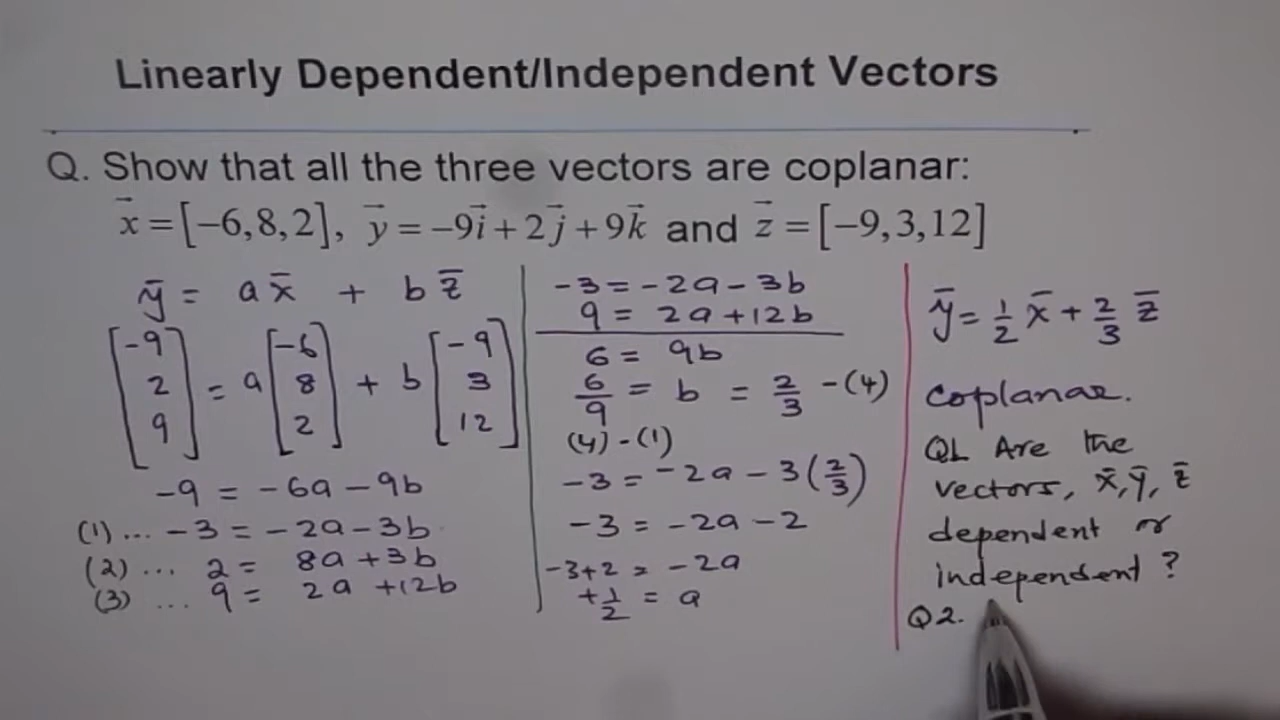 Linearly Dependent/Independent Vectors
Q. Show that all the three vectors are coplanar:
x⃗ = [−6,8,2], y⃗ = −9i⃗ + 2j⃗ + 9k⃗ and z⃗ = [−9,3,12]
ȳ = a x̄ + b z̄
[−9 2 9] = a [−6 8 2] + b [−9 3 12]
−9 = −6a − 9b
(1) ... −3 = −2a − 3b
(2) ... 2 = 8a + 3b
(3) ... 9 = 2a + 12b
−3 = −2a − 3b
9 = 2a + 12b
6 = 9b
6/9 = b = 2/3 −(4)
(4) − (1)
−3 = −2a − 3(2/3)
−3 = −2a − 2
−3+2 = −2a
+1/2 = a
ȳ = 1/2 x̄ + 2/3 z̄
coplanar.
Q1 Are the
vectors, x̄, ȳ, z̄
dependent or
independent?
Q2.